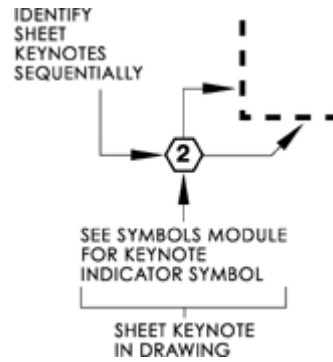 IDENTIFY
SHEET
KEYNOTES
SEQUENTIALLY
2
SEE SYMBOLS MODULE
FOR KEYNOTE
INDICATOR SYMBOL
SHEET KEYNOTE
IN DRAWING